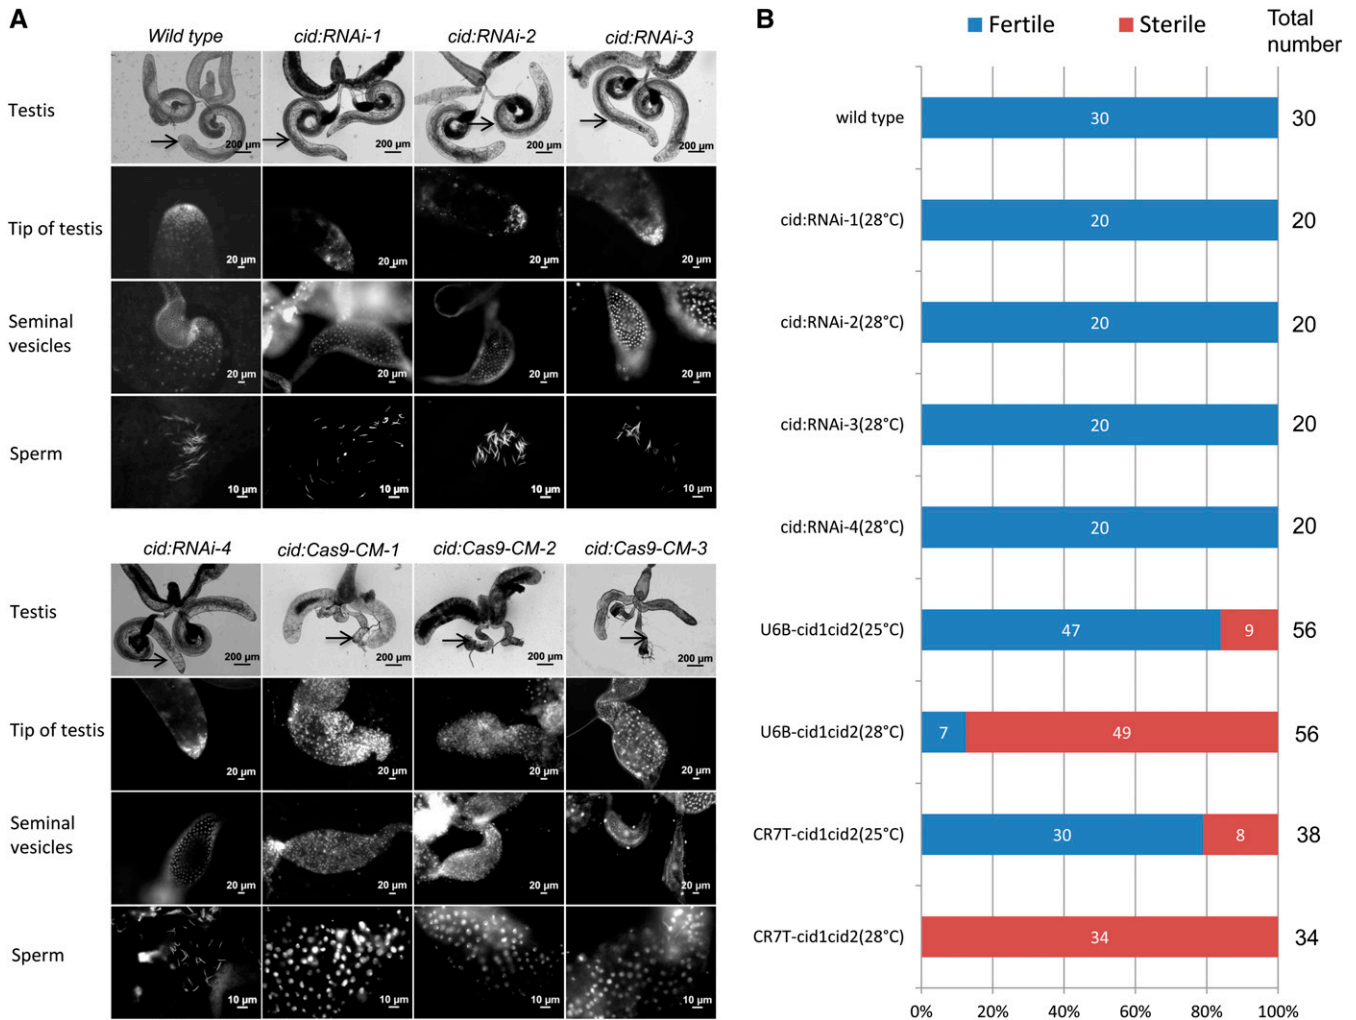 A
Wild type cid:RNAi-1 cid:RNAi-2 cid:RNAi-3
Testis
200 µm 200 µm 200 µm 200 µm
Tip of testis
20 µm 20 µm 20 µm 20 µm
Seminal
vesicles
20 µm 20 µm 20 µm 20 µm
Sperm
10 µm 10 µm 10 µm 10 µm
cid:RNAi-4 cid:Cas9-CM-1 cid:Cas9-CM-2 cid:Cas9-CM-3
Testis
200 µm 200 µm 200 µm 200 µm
Tip of testis
20 µm 20 µm 20 µm 20 µm
Seminal
vesicles
20 µm 20 µm 20 µm 20 µm
Sperm
10 µm 10 µm 10 µm 10 µm
B
Fertile Sterile Total
number
wild type 30 30
cid:RNAi-1(28°C) 20 20
cid:RNAi-2(28°C) 20 20
cid:RNAi-3(28°C) 20 20
cid:RNAi-4(28°C) 20 20
U6B-cid1cid2(25°C) 47 9 56
U6B-cid1cid2(28°C) 7 49 56
CR7T-cid1cid2(25°C) 30 8 38
CR7T-cid1cid2(28°C) 34 34
0% 20% 40% 60% 80% 100%